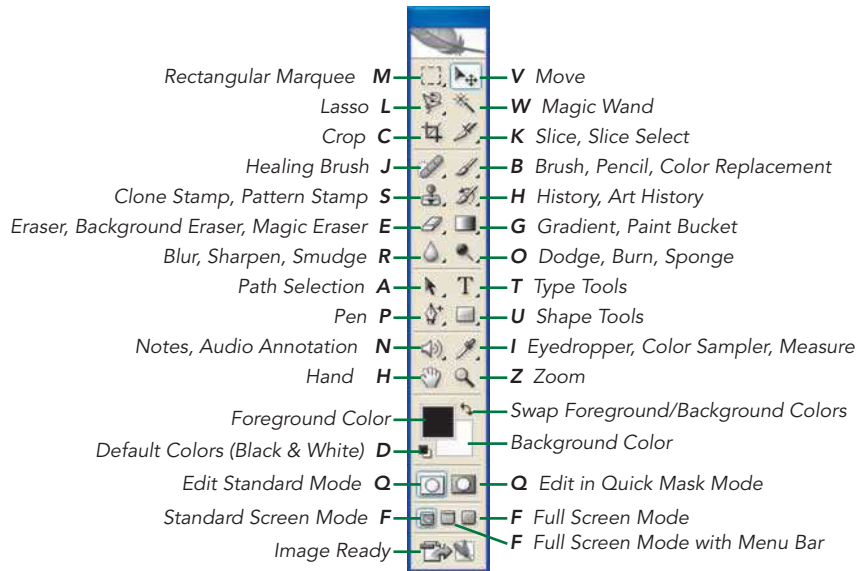 Rectangular Marquee M V Move
Lasso L W Magic Wand
Crop C K Slice, Slice Select
Healing Brush J B Brush, Pencil, Color Replacement
Clone Stamp, Pattern Stamp S H History, Art History
Eraser, Background Eraser, Magic Eraser E G Gradient, Paint Bucket
Blur, Sharpen, Smudge R O Dodge, Burn, Sponge
Path Selection A T T Type Tools
Pen P U Shape Tools
Notes, Audio Annotation N I Eyedropper, Color Sampler, Measure
Hand H Z Zoom
Foreground Color Swap Foreground/Background Colors
Default Colors (Black & White) D Background Color
Edit Standard Mode Q Q Edit in Quick Mask Mode
Standard Screen Mode F F Full Screen Mode
Image Ready F Full Screen Mode with Menu Bar